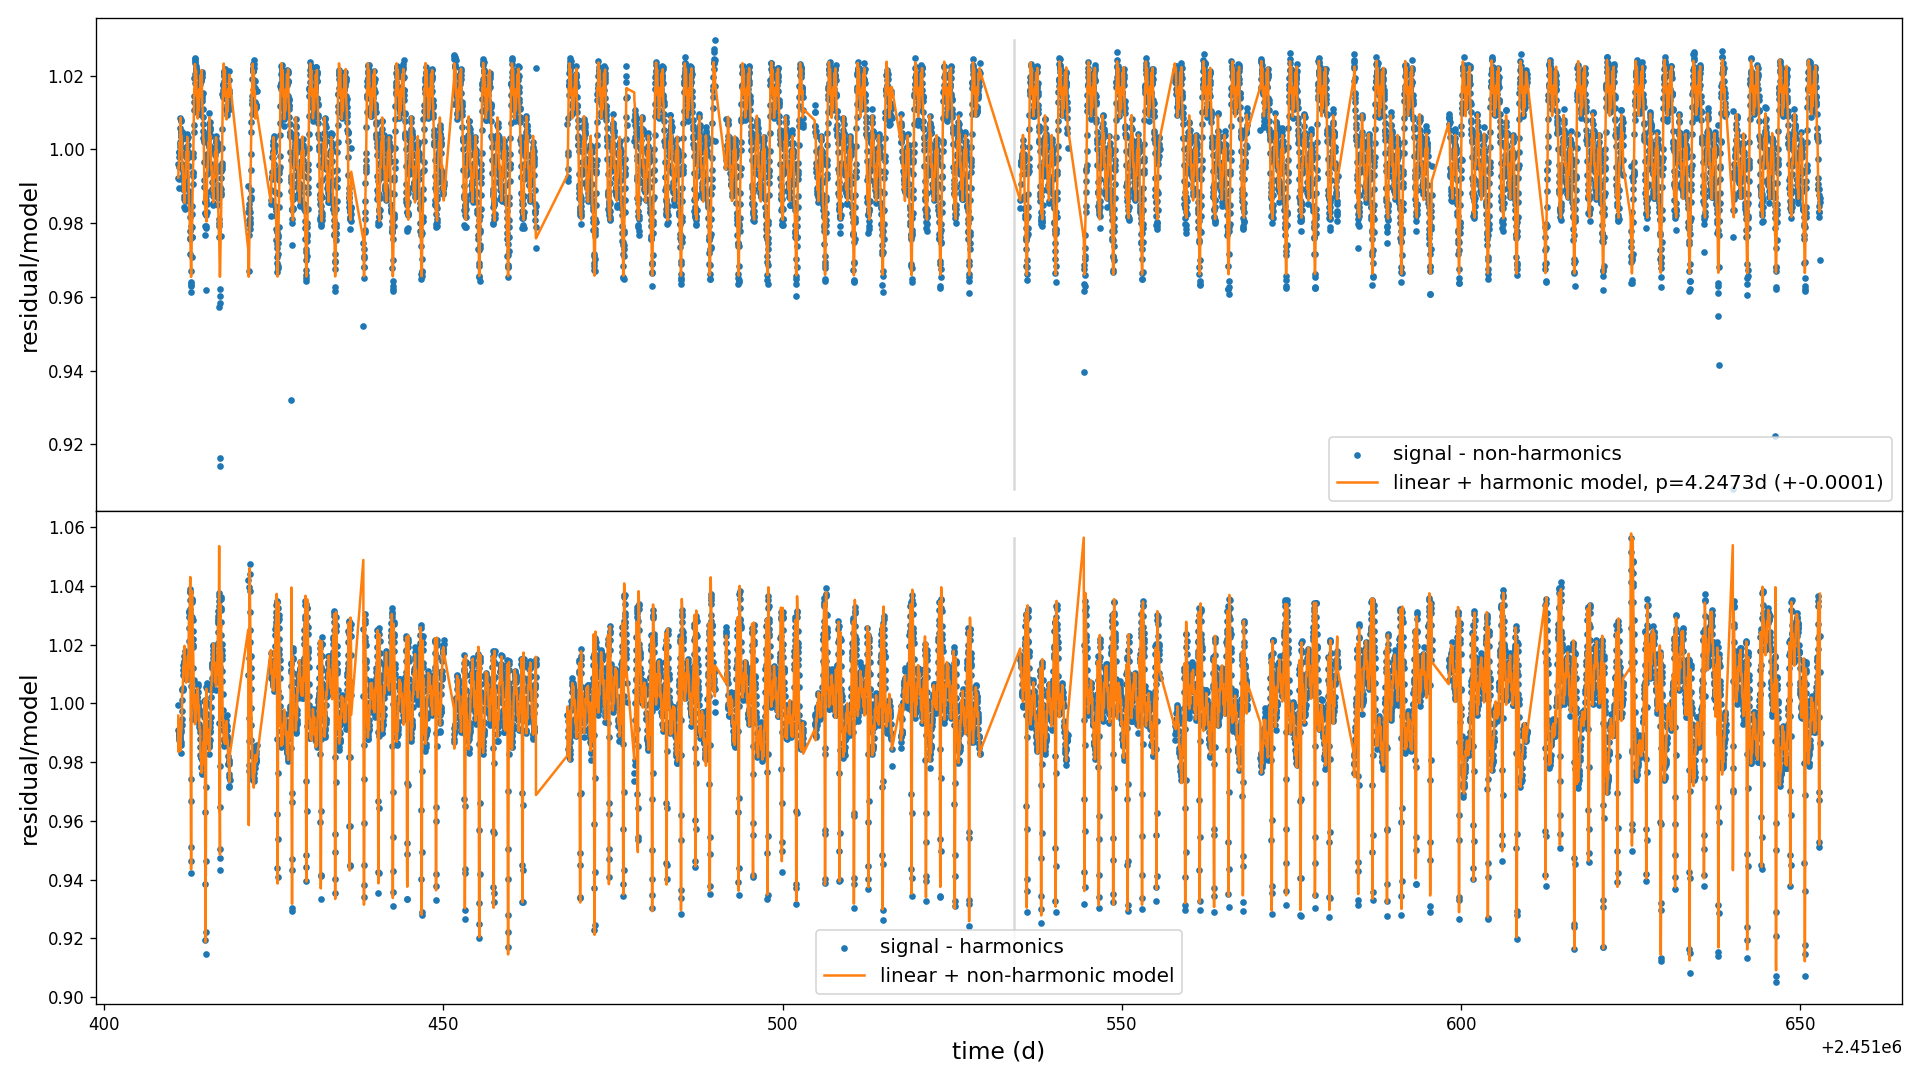 residual/model
1.02
1.00
0.98
0.96
0.94
0.92
signal - non-harmonics
linear + harmonic model, p=4.2473d (+-0.0001)
residual/model
1.06
1.04
1.02
1.00
0.98
0.96
0.94
0.92
0.90
signal - harmonics
linear + non-harmonic model
400
450
500
550
600
650
time (d)
+2.451e6